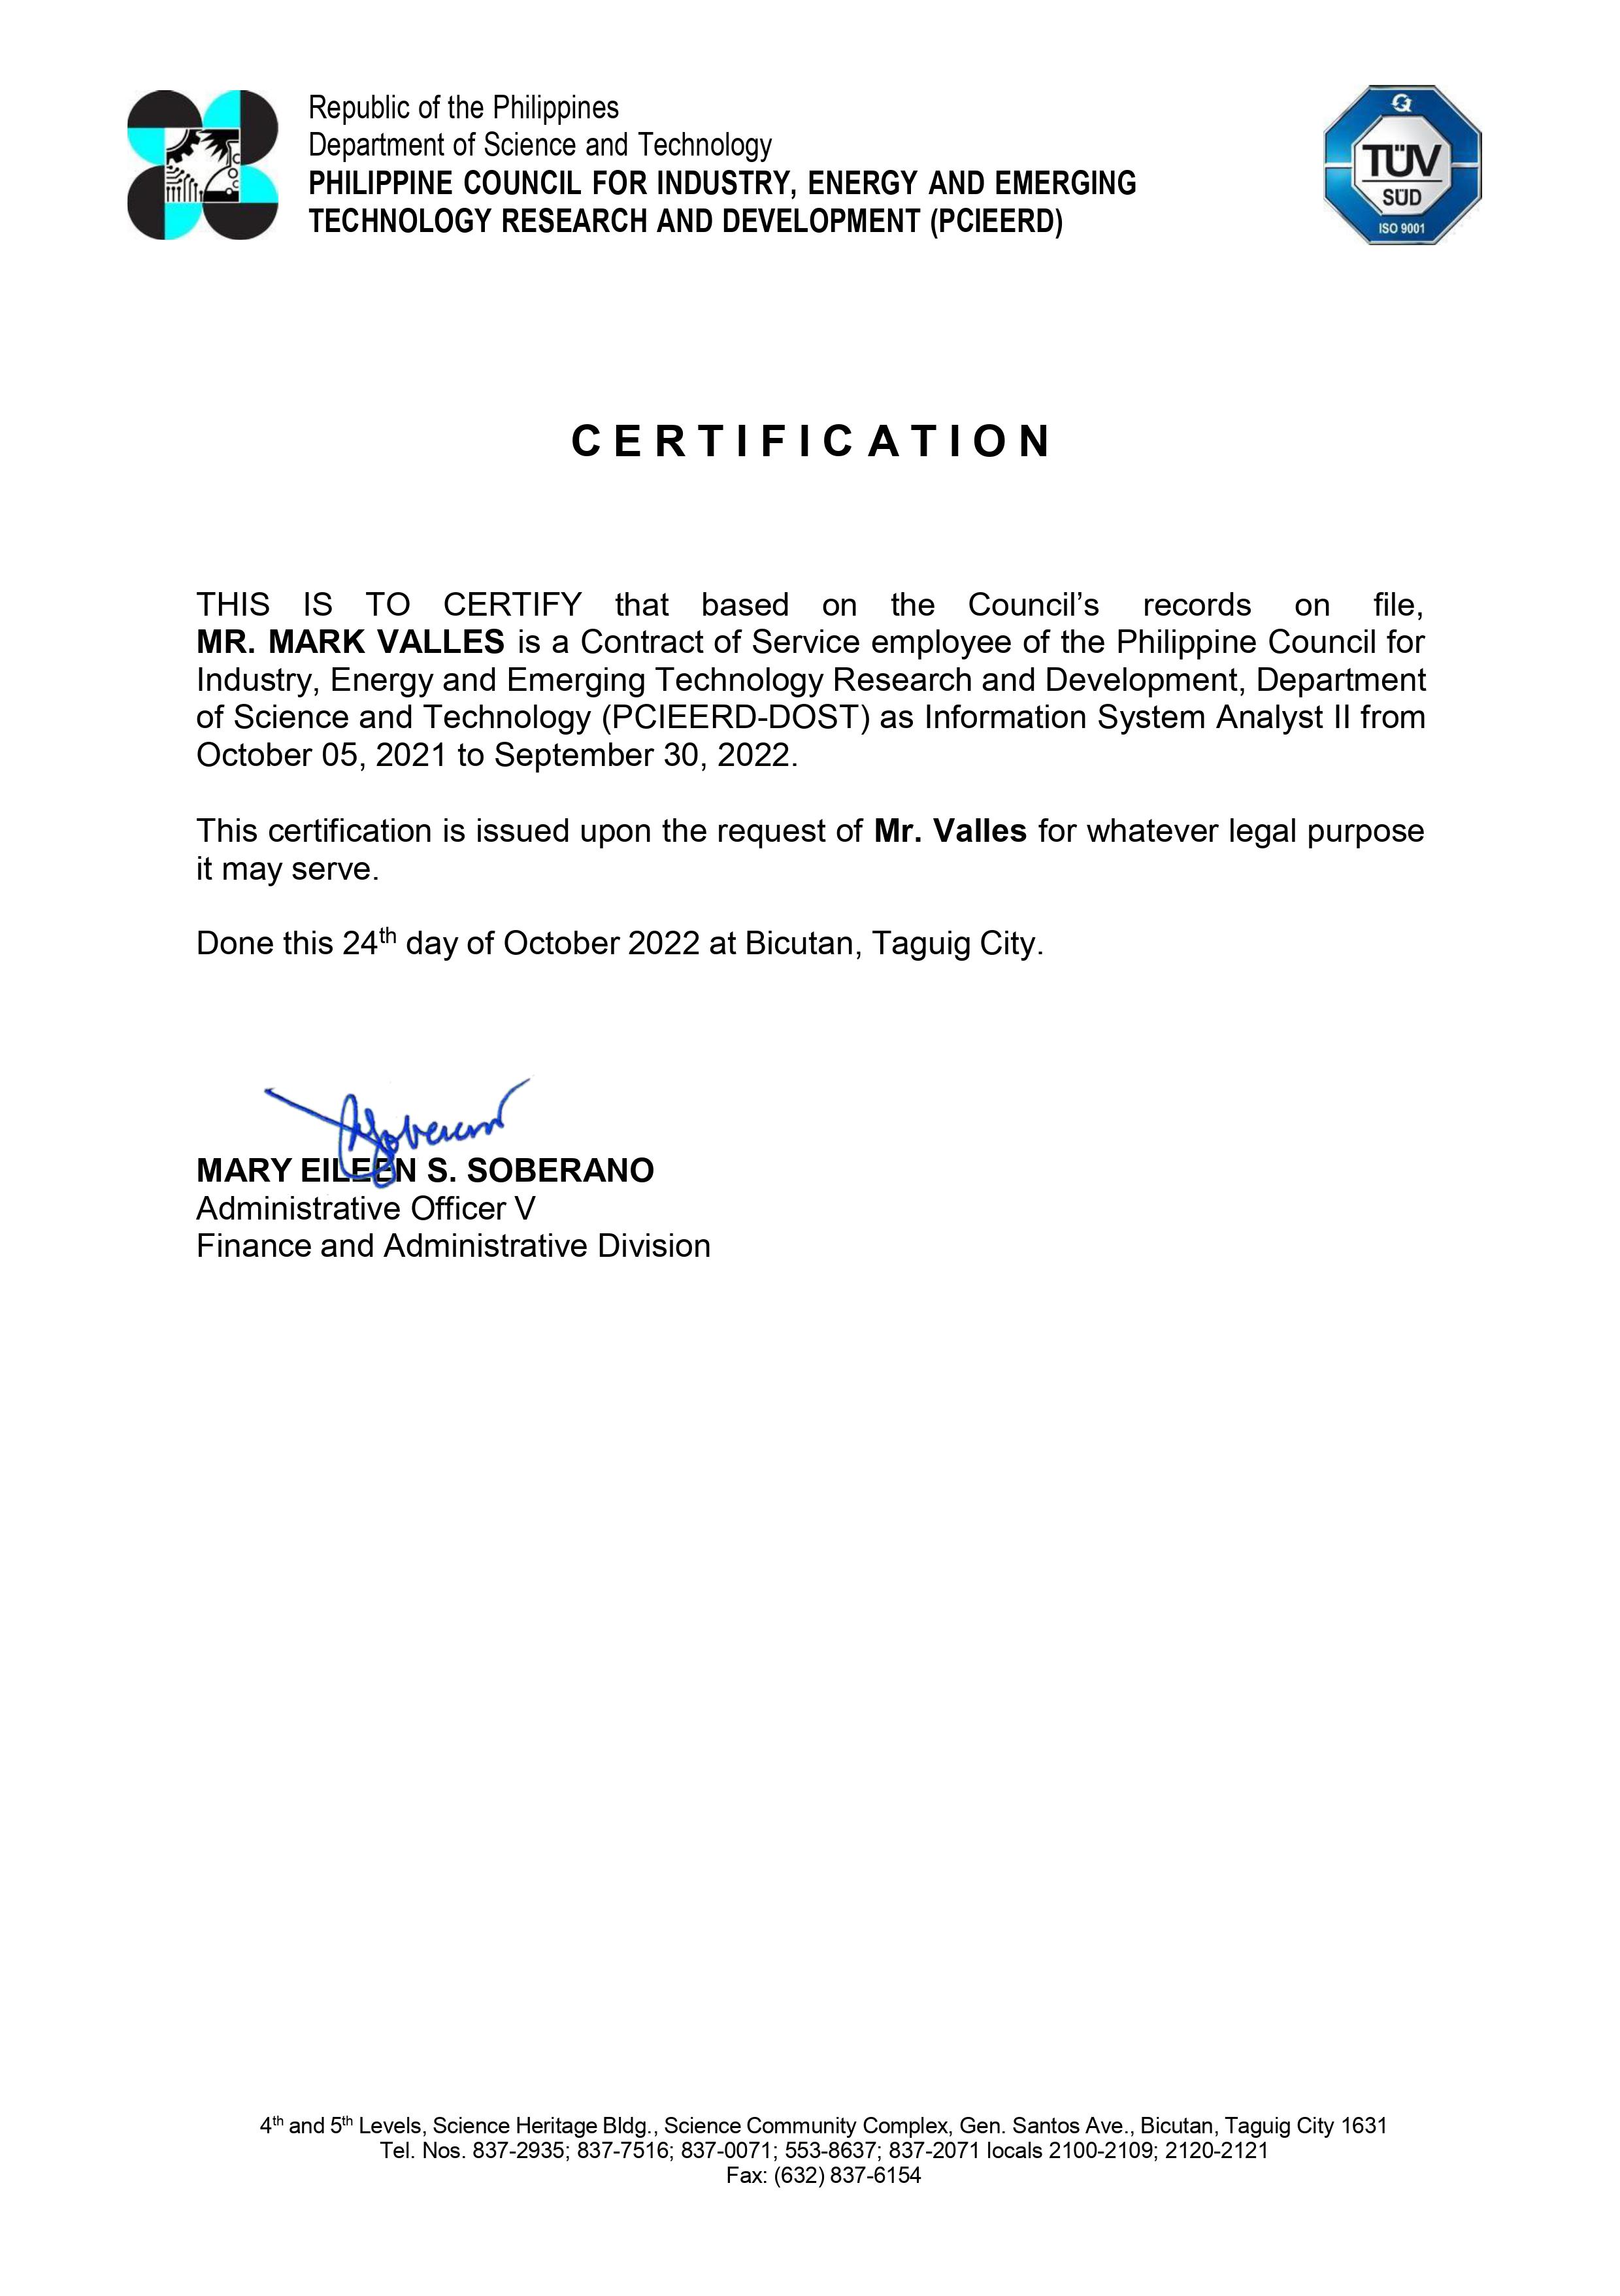 Republic of the Philippines
Department of Science and Technology
PHILIPPINE COUNCIL FOR INDUSTRY, ENERGY AND EMERGING
TECHNOLOGY RESEARCH AND DEVELOPMENT (PCIEERD)
TÜV
SÜD
ISO 9001
CERTIFICATION
THIS IS TO CERTIFY that based on the Council’s records on file,
MR. MARK VALLES is a Contract of Service employee of the Philippine Council for
Industry, Energy and Emerging Technology Research and Development, Department
of Science and Technology (PCIEERD-DOST) as Information System Analyst II from
October 05, 2021 to September 30, 2022.
This certification is issued upon the request of Mr. Valles for whatever legal purpose
it may serve.
Done this 24th day of October 2022 at Bicutan, Taguig City.
MARY EILEEN S. SOBERANO
Administrative Officer V
Finance and Administrative Division
4th and 5th Levels, Science Heritage Bldg., Science Community Complex, Gen. Santos Ave., Bicutan, Taguig City 1631
Tel. Nos. 837-2935; 837-7516; 837-0071; 553-8637; 837-2071 locals 2100-2109; 2120-2121
Fax: (632) 837-6154